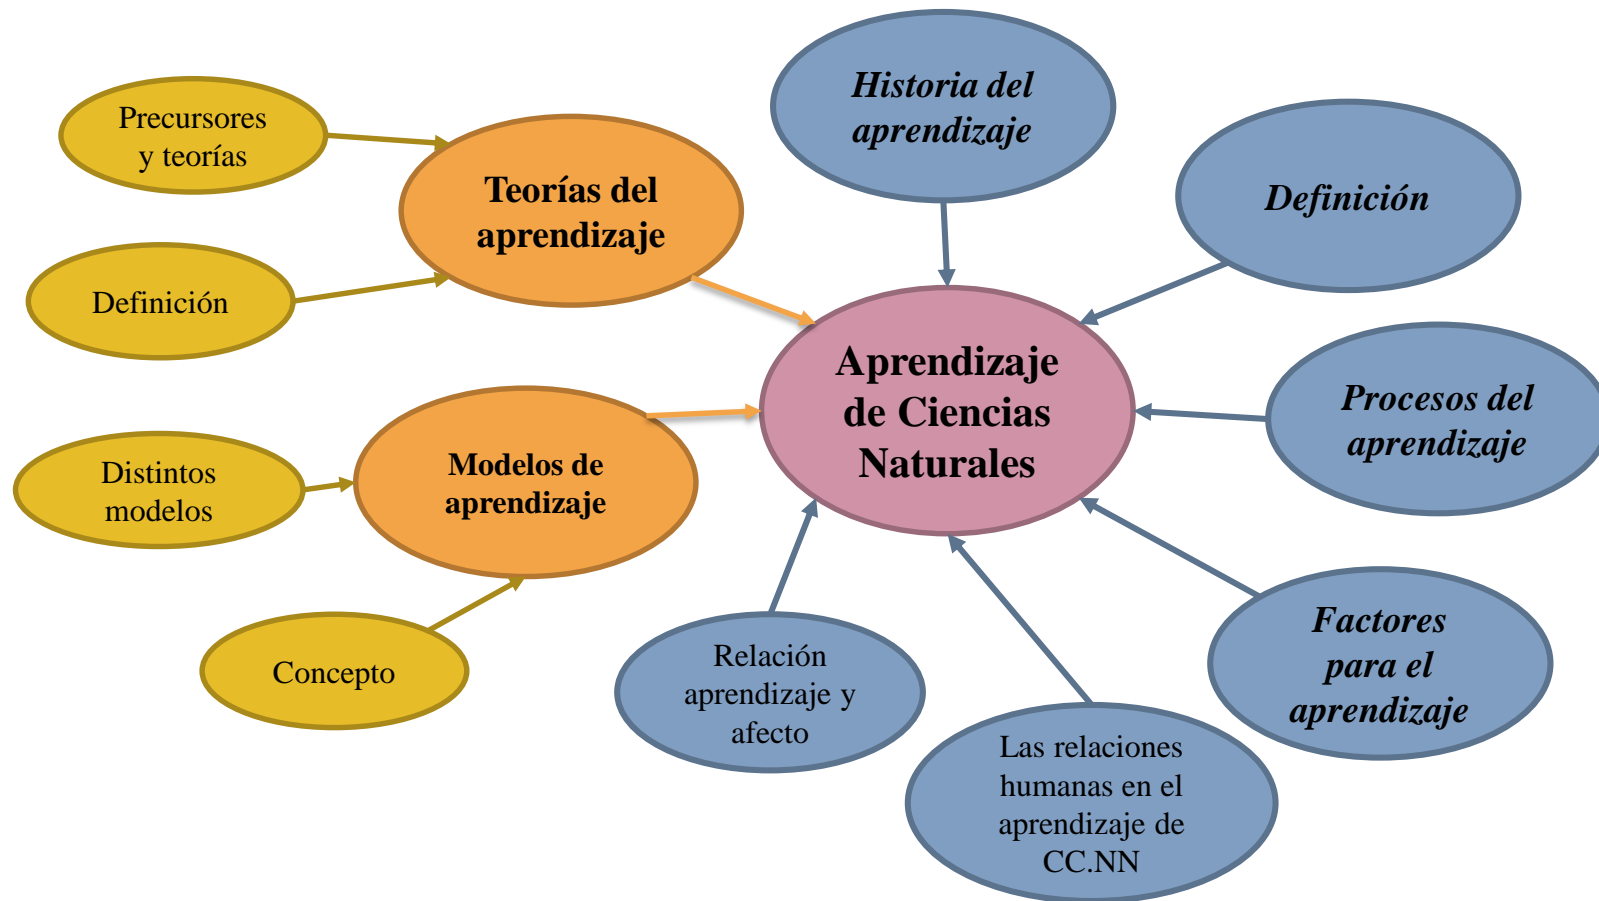 Historia del
aprendizaje
Precursores
y teorías
Teorías del
aprendizaje
Definición
Definición
Aprendizaje
de Ciencias
Naturales
Procesos del
aprendizaje
Distintos
modelos
Modelos de
aprendizaje
Concepto
Relación
aprendizaje y
afecto
Factores
para el
aprendizaje
Las relaciones
humanas en el
aprendizaje de
CC.NN